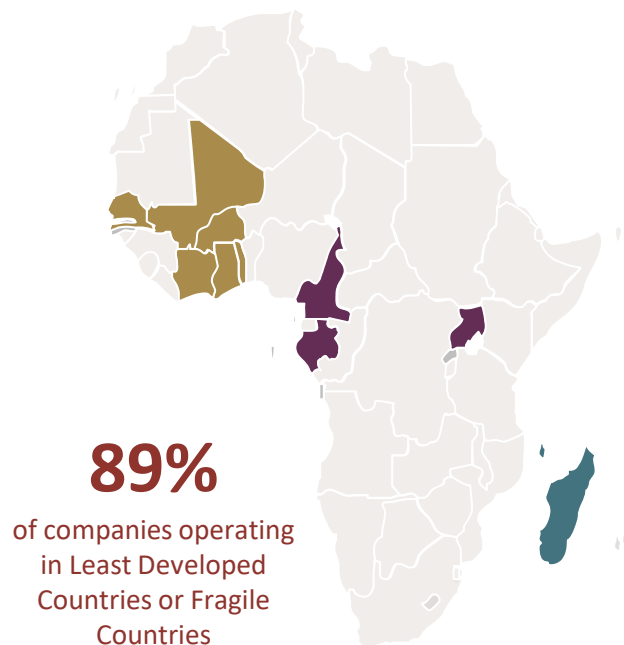 89%
of companies operating
in Least Developed
Countries or Fragile
Countries